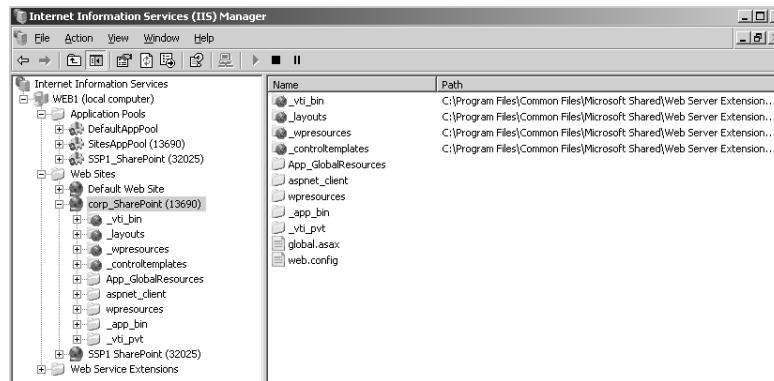 Internet Information Services (IIS) Manager
File Action View Window Help
Internet Information Services
WEB1 (local computer)
Application Pools
DefaultAppPool
SitesAppPool (13690)
SSP1_SharePoint (32025)
Web Sites
Default Web Site
corp_SharePoint (13690)
_vti_bin
_layouts
_wpresources
_controltemplates
App_GlobalResources
aspnet_client
wpresources
_app_bin
_vti_pvt
SSP1 SharePoint (32025)
Web Service Extensions
Name Path
_vti_bin C:\Program Files\Common Files\Microsoft Shared\Web Server Extension...
_layouts C:\Program Files\Common Files\Microsoft Shared\Web Server Extension...
_wpresources C:\Program Files\Common Files\Microsoft Shared\Web Server Extension...
_controltemplates C:\Program Files\Common Files\Microsoft Shared\Web Server Extension...
App_GlobalResources
aspnet_client
wpresources
_app_bin
_vti_pvt
global.asax
web.config